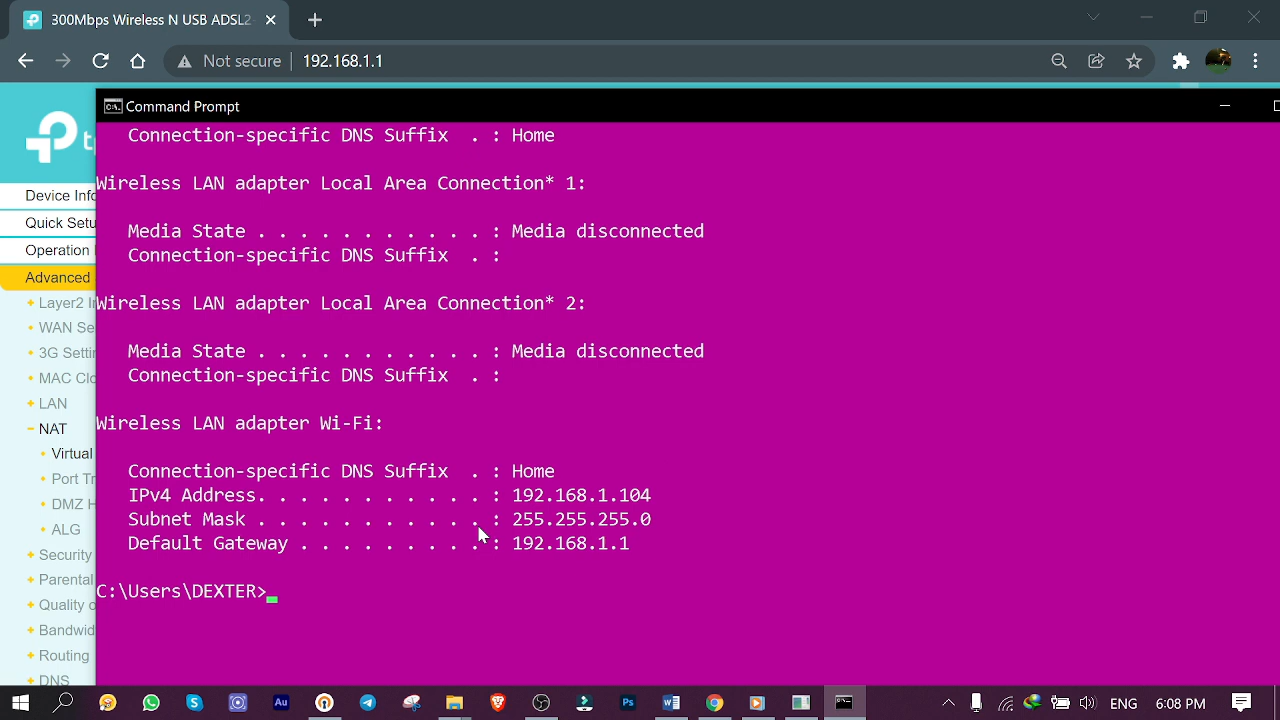 300Mbps Wireless N USB ADSL2
Not secure
192.168.1.1
Command Prompt
Connection-specific DNS Suffix . : Home
Wireless LAN adapter Local Area Connection* 1:
Media State . . . . . . . . . . . : Media disconnected
Connection-specific DNS Suffix . :
Wireless LAN adapter Local Area Connection* 2:
Media State . . . . . . . . . . . : Media disconnected
Connection-specific DNS Suffix . :
Wireless LAN adapter Wi-Fi:
Connection-specific DNS Suffix . : Home
IPv4 Address. . . . . . . . . . . : 192.168.1.104
Subnet Mask . . . . . . . . . . . : 255.255.255.0
Default Gateway . . . . . . . . . : 192.168.1.1
C:\Users\DEXTER>
Device Info
Quick Setu
Operation
Advanced
Layer2 I
WAN Se
3G Settin
MAC Clo
LAN
NAT
Virtual
Port Tr
DMZ H
ALG
Security
Parental
Quality o
Bandwid
Routing
DNS
Au
Ps
ENG
6:08 PM